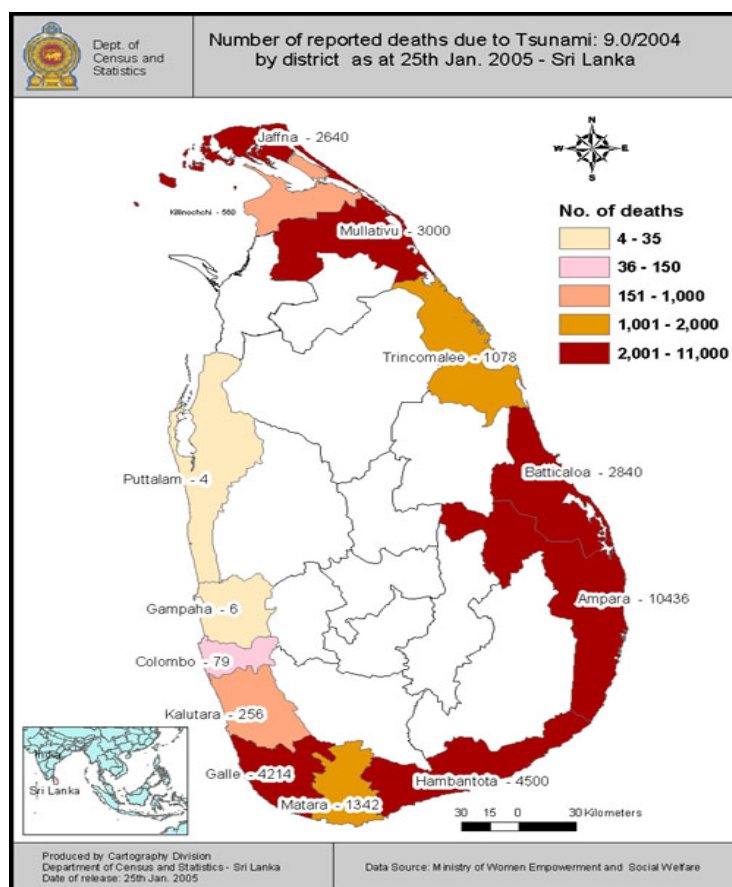 Dept. of
Census and
Statistics
Number of reported deaths due to Tsunami: 9.0/2004
by district as at 25th Jan. 2005 - Sri Lanka
Jaffna - 2640
N
W E
S
Killinochchi - 560
Mullativu - 3000
No. of deaths
4 - 35
36 - 150
151 - 1,000
1,001 - 2,000
2,001 - 11,000
Trincomalee - 1078
Batticaloa - 2840
Puttalam - 4
Gampaha - 6
Ampara - 10436
Colombo - 79
Kalutara - 256
Galle - 4214
Hambantota - 4500
Matara - 1342
India
Sri Lanka
30 15 0 30 Kilometers
Produced by Cartography Division
Department of Census and Statistics - Sri Lanka
Date of release: 25th Jan. 2005
Data Source: Ministry of Women Empowerment and Social Welfare